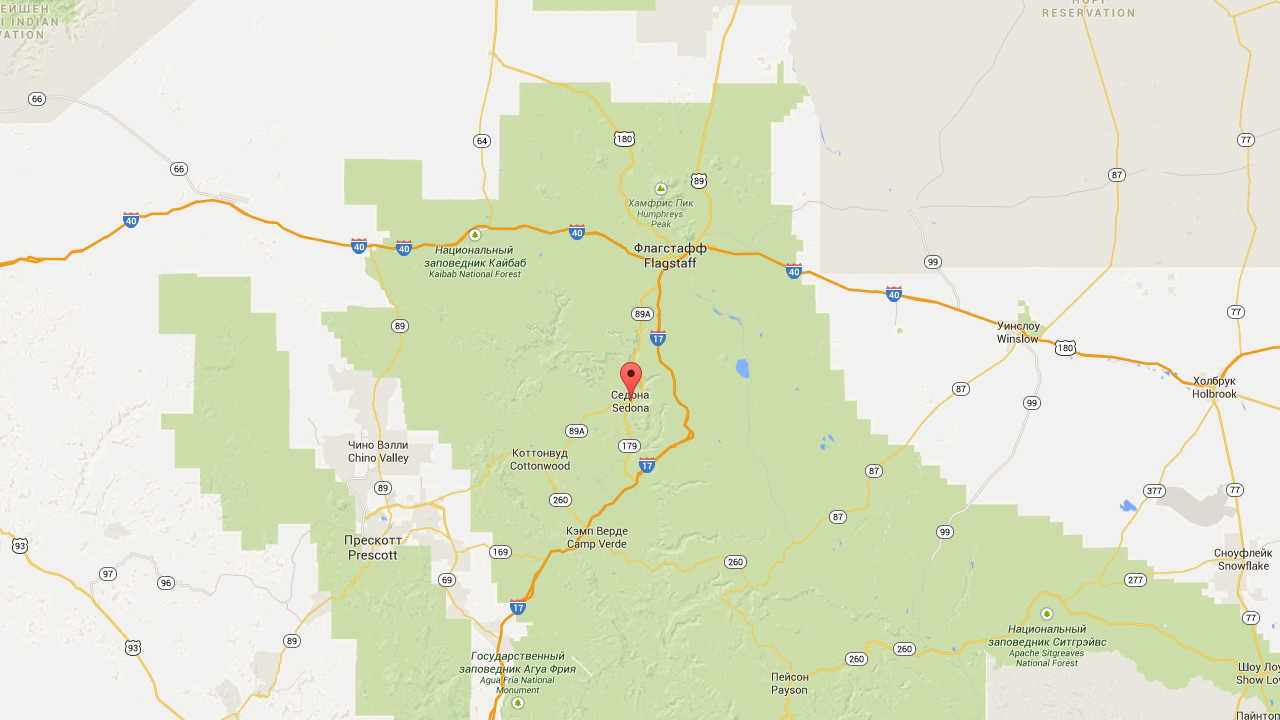 ЕЙШЕН
I INDIAN
VATION
RESERVATION
66
66
64
180
89
77
87
40
Хамфрис Пик
Humphreys
Peak
40
40
40
40
Национальный
заповедник Кайбаб
Kaibab National Forest
Флагстафф
Flagstaff
99
40
40
89
89A
17
77
Уинслоу
Winslow
180
Седона
Sedona
87
99
Холбрук
Holbrook
Чино Вэлли
Chino Valley
89A
179
Коттонвуд
Cottonwood
17
87
89
260
377
77
87
99
Кэмп Верде
Camp Verde
Прескотт
Prescott
93
169
260
Сноуфлейк
Snowflake
97
96
69
277
17
77
89
93
Национальный
заповедник Ситгрэйвс
Apache Sitgreaves
National Forest
260
260
Государственный
заповедник Агуа Фрия
Agua Fria National
Monument
Пейсон
Payson
Шоу Ло
Show Lo
Пайнтоп